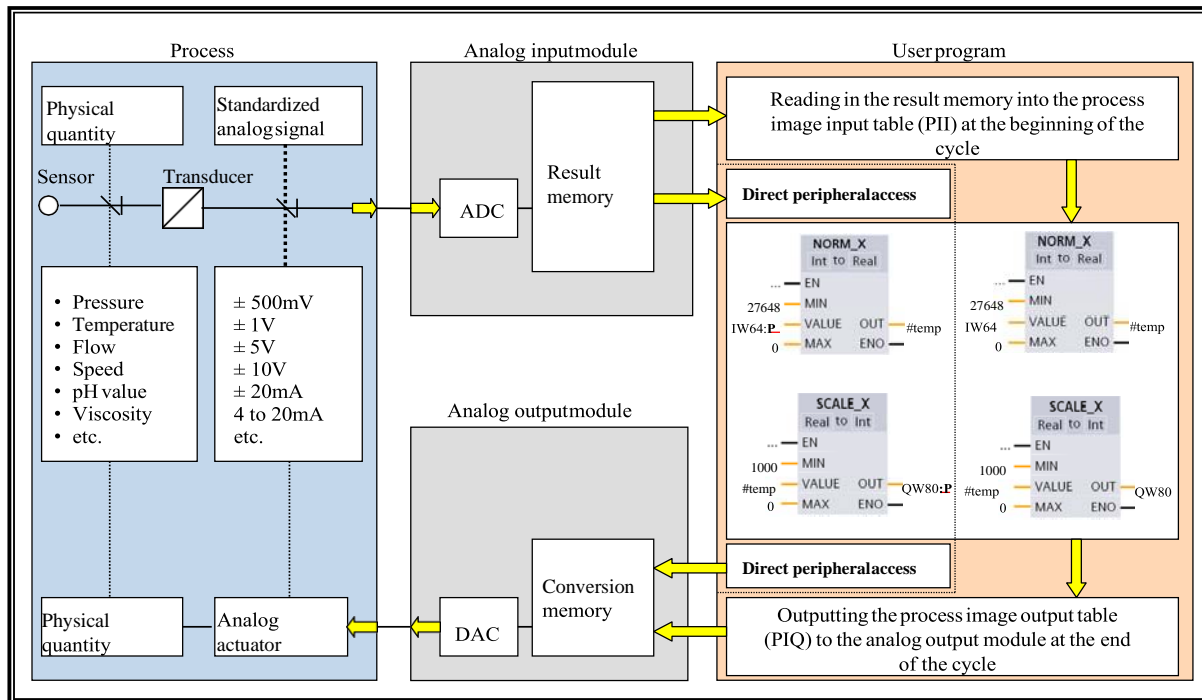 Process
Analog inputmodule
User program
Physical
quantity
Standardized
analog signal
Sensor
Transducer
• Pressure
• Temperature
• Flow
• Speed
• pH value
• Viscosity
• etc.
± 500mV
± 1V
± 5V
± 10V
± 20mA
4 to 20mA
etc.
Physical
quantity
Analog
actuator
ADC
Result
memory
Analog outputmodule
DAC
Conversion
memory
Reading in the result memory into the process
image input table (PII) at the beginning of the
cycle
Direct peripheralaccess
NORM_X
Int to Real
... EN
27648 MIN
IW64:P VALUE OUT #temp
0 MAX ENO
NORM_X
Int to Real
... EN
27648 MIN
IW64 VALUE OUT #temp
0 MAX ENO
SCALE_X
Real to Int
... EN
1000 MIN
#temp VALUE OUT QW80:P
0 MAX ENO
SCALE_X
Real to Int
... EN
1000 MIN
#temp VALUE OUT QW80
0 MAX ENO
Direct peripheralaccess
Outputting the process image output table
(PIQ) to the analog output module at the end
of the cycle